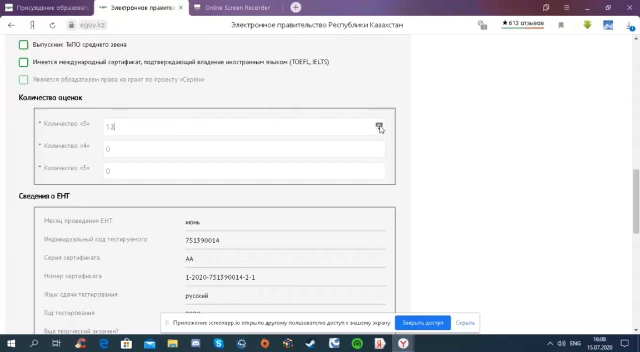 Присуждение образоват
Электронное правитель
Online Screen Recorder
egov.kz
Электронное правительство Республики Казахстан
★613 отзывов
Выпускник ТиПО среднего звена
Имеется международный сертификат, подтверждающий владение иностранным языком (TOEFL, IELTS)
Является обладателем права на грант по проекту «Серпін»
Количество оценок
* Количество «5»
13
* Количество «4»
0
* Количество «3»
0
Сведения о ЕНТ
Месяц проведения ЕНТ
июнь
Индивидуальный код тестируемого
751390014
Серия сертификата
АА
Номер сертификата
1-2020-751390014-2-1
Язык сдачи тестирования
русский
Год тестирования
Был творческий экзамен?
Приложение screenapp.io открыло другому пользователю доступ к вашему экрану
Закрыть доступ
Скрыть
ENG
16:08
15.07.2020